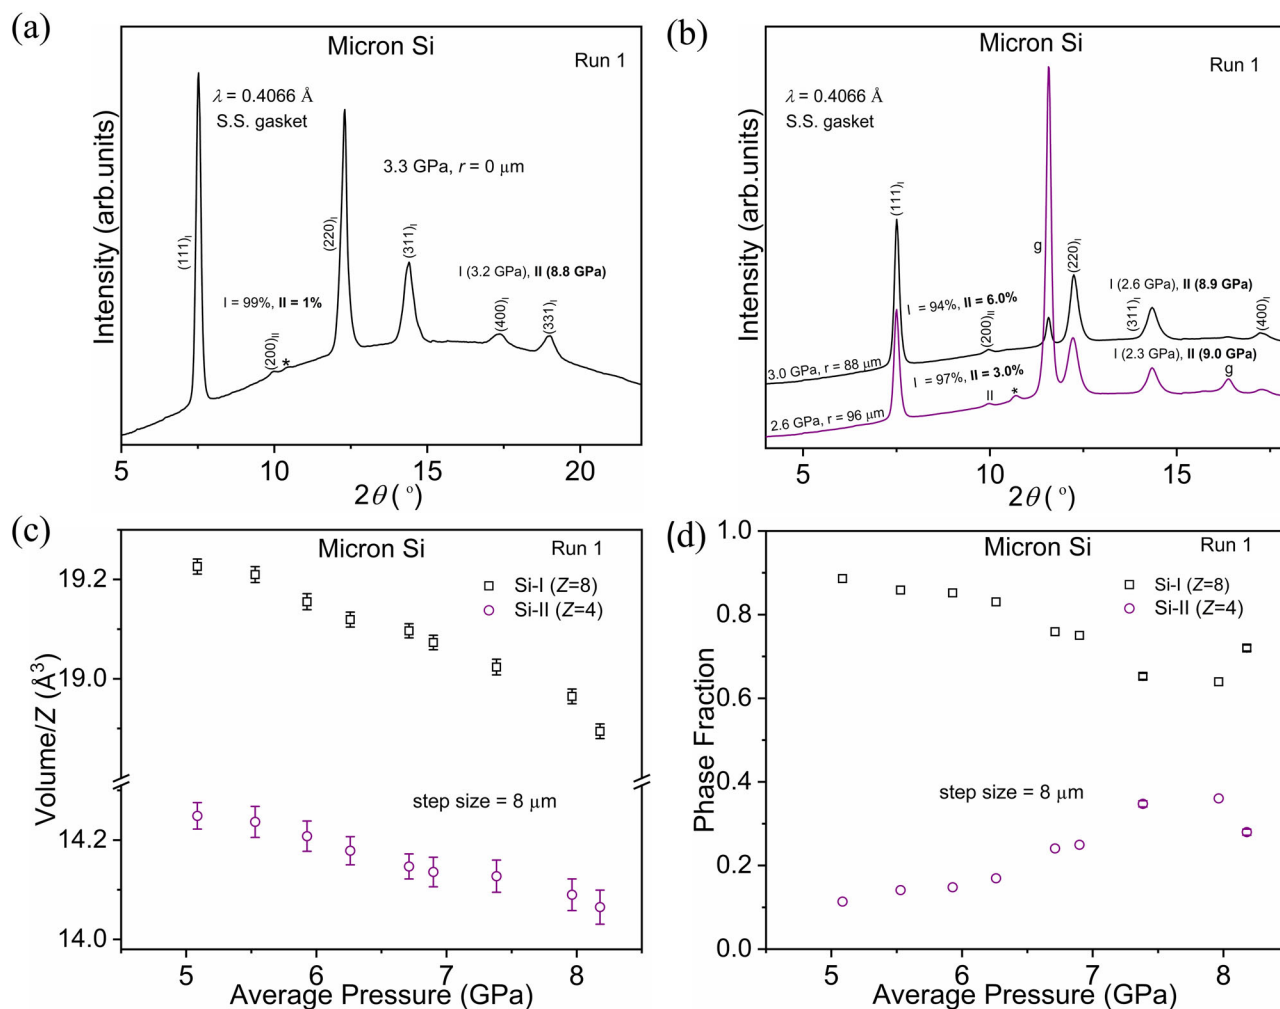 (a)
Micron Si
Run 1
λ = 0.4066 Å
S.S. gasket
3.3 GPa, r = 0 μm
(111)I
(220)I
(311)I
I (3.2 GPa), II (8.8 GPa)
I = 99%, II = 1%
(200)II
*
(400)I
(331)I
Intensity (arb.units)
5
10
15
20
2θ ( o)
(b)
Micron Si
Run 1
λ = 0.4066 Å
S.S. gasket
(111)I
g
(220)I
I (2.6 GPa), II (8.9 GPa)
I = 94%, II = 6.0%
(200)II
(311)I
(400)I
3.0 GPa, r = 88 μm
I = 97%, II = 3.0%
I (2.3 GPa), II (9.0 GPa)
g
II
*
2.6 GPa, r = 96 μm
Intensity (arb.units)
5
10
15
2θ ( o)
(c)
Micron Si
Run 1
Si-I (Z=8)
Si-II (Z=4)
step size = 8 μm
Volume/Z (Å3)
19.2
19.0
14.2
14.0
5
6
7
8
Average Pressure (GPa)
(d)
Micron Si
Run 1
Si-I (Z=8)
Si-II (Z=4)
step size = 8 μm
Phase Fraction
1.0
0.8
0.6
0.4
0.2
0.0
5
6
7
8
Average Pressure (GPa)